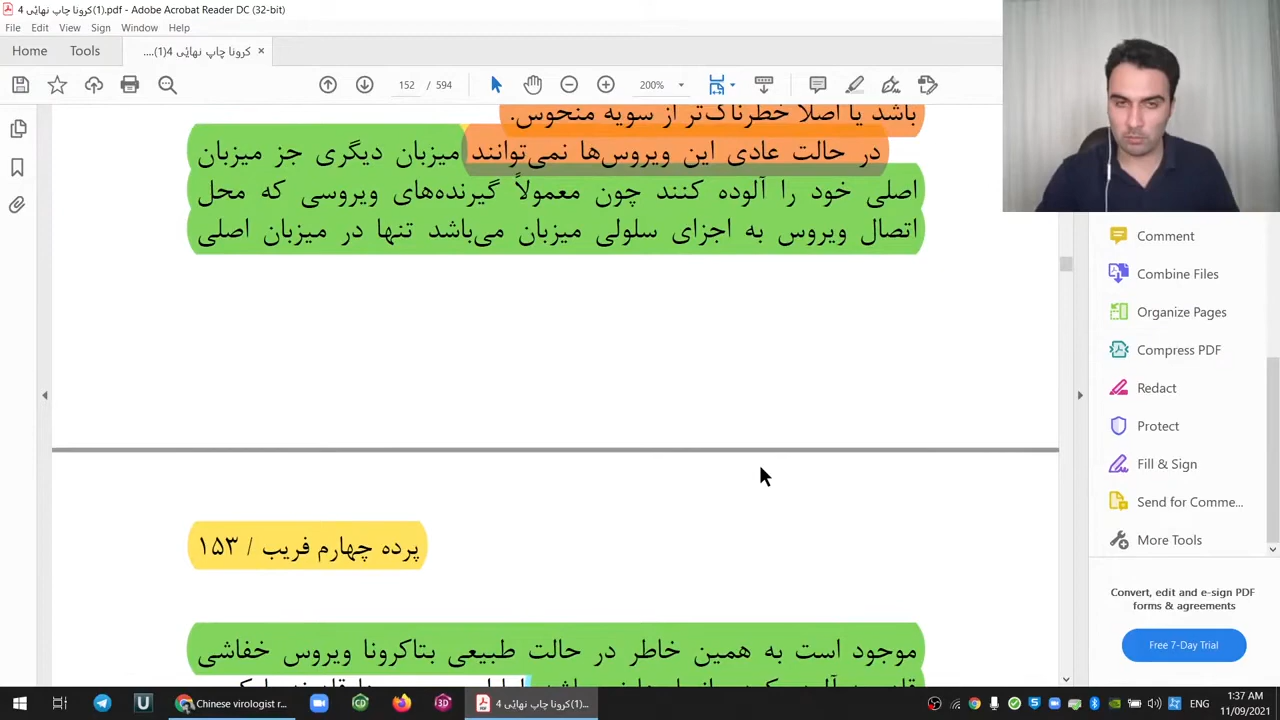 کرونا چاپ نهایی 4(1).pdf - Adobe Acrobat Reader DC (32-bit)
File Edit View Sign Window Help
Home Tools کرونا چاپ نهایی 4(1)....
152 / 594 200%
باشد یا اصلا خطرناک‌تر از سویه منحوس.
در حالت عادی این ویروس‌ها نمی‌توانند میزبان دیگری جز میزبان
اصلی خود را آلوده کنند چون معمولاً گیرنده‌های ویروسی که محل
اتصال ویروس به اجزای سلولی میزبان می‌باشد تنها در میزبان اصلی
پرده چهارم فریب / ۱۵۳
موجود است به همین خاطر در حالت طبیعی بتاکرونا ویروس خفاشی
Comment
Combine Files
Organize Pages
Compress PDF
Redact
Protect
Fill & Sign
Send for Comme...
More Tools
Convert, edit and e-sign PDF
forms & agreements
Free 7-Day Trial
Chinese virologist r...
کرونا چاپ نهایی 4...
ENG
1:37 AM
11/09/2021